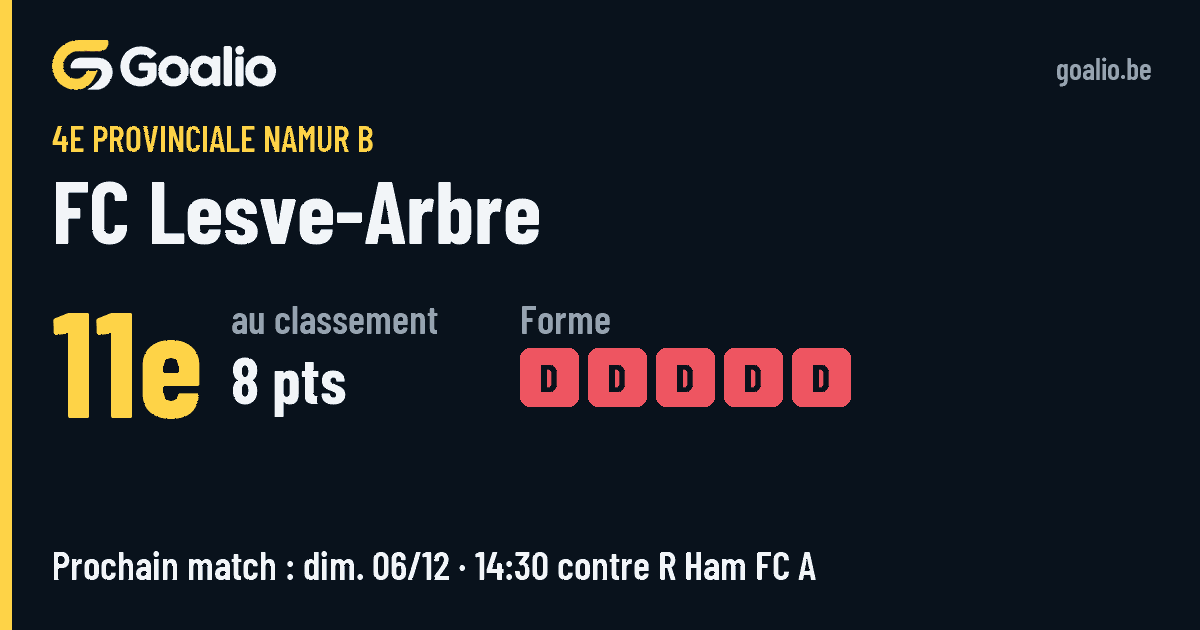 Goalio
goalio.be
4E PROVINCIALE NAMUR B
FC Lesve-Arbre
11e
au classement
8 pts
Forme
D D D D D
Prochain match : dim. 06/12 · 14:30 contre R Ham FC A